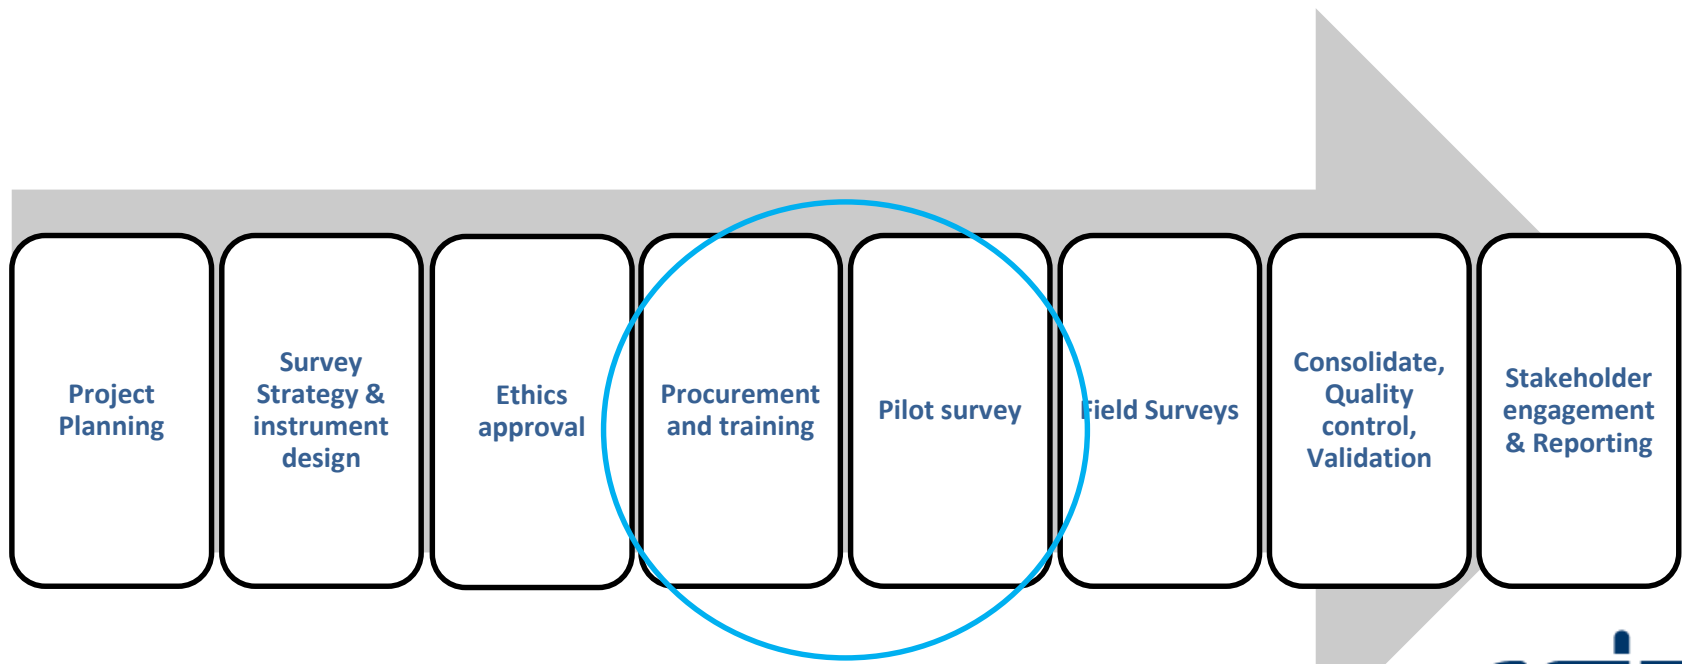 Project
Planning
Survey
Strategy &
instrument
design
Ethics
approval
Procurement
and training
Pilot survey
Field Surveys
Consolidate,
Quality
control,
Validation
Stakeholder
engagement
& Reporting